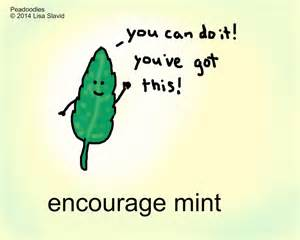 Peadoodles
© 2014 Lisa Slavid
you can do it!
you've got
this!
encourage mint